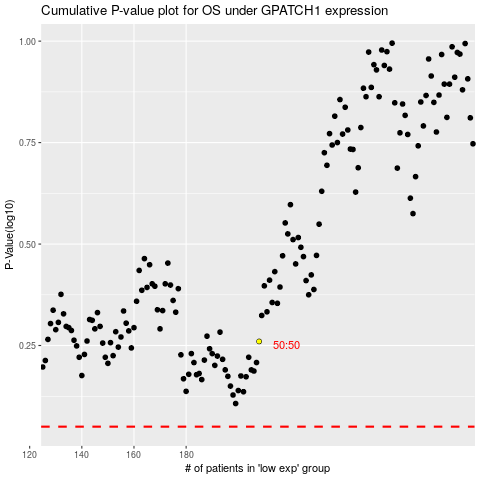 Cumulative P-value plot for OS under GPATCH1 expression
1.00
0.75
0.50
0.25
P-Value(log10)
50:50
120 140 160 180
# of patients in 'low exp' group